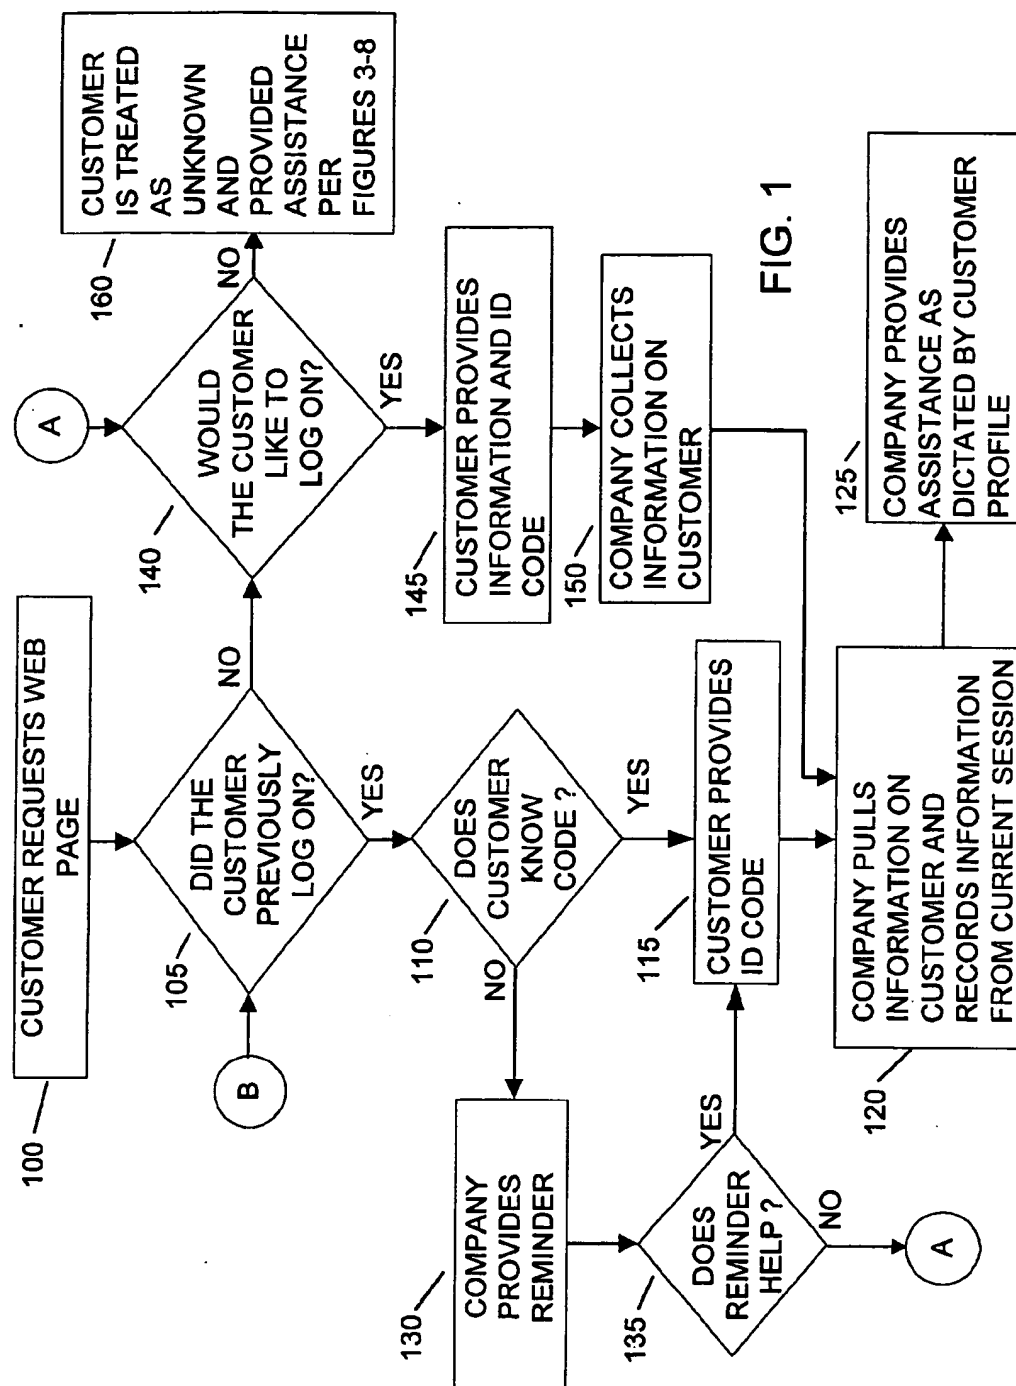 100
CUSTOMER REQUESTS WEB
PAGE
B
105
DID THE
CUSTOMER
PREVIOUSLY
LOG ON?
NO
YES
A
140
WOULD
THE CUSTOMER
LIKE TO
LOG ON?
NO
YES
160
CUSTOMER
IS TREATED
AS
UNKNOWN
AND
PROVIDED
ASSISTANCE
PER
FIGURES 3-8
110
DOES
CUSTOMER
KNOW
CODE ?
NO
YES
145
CUSTOMER PROVIDES
INFORMATION AND ID
CODE
150
COMPANY COLLECTS
INFORMATION ON
CUSTOMER
130
COMPANY
PROVIDES
REMINDER
135
DOES
REMINDER
HELP ?
YES
NO
A
115
CUSTOMER PROVIDES
ID CODE
120
COMPANY PULLS
INFORMATION ON
CUSTOMER AND
RECORDS INFORMATION
FROM CURRENT SESSION
125
COMPANY PROVIDES
ASSISTANCE AS
DICTATED BY CUSTOMER
PROFILE
FIG. 1